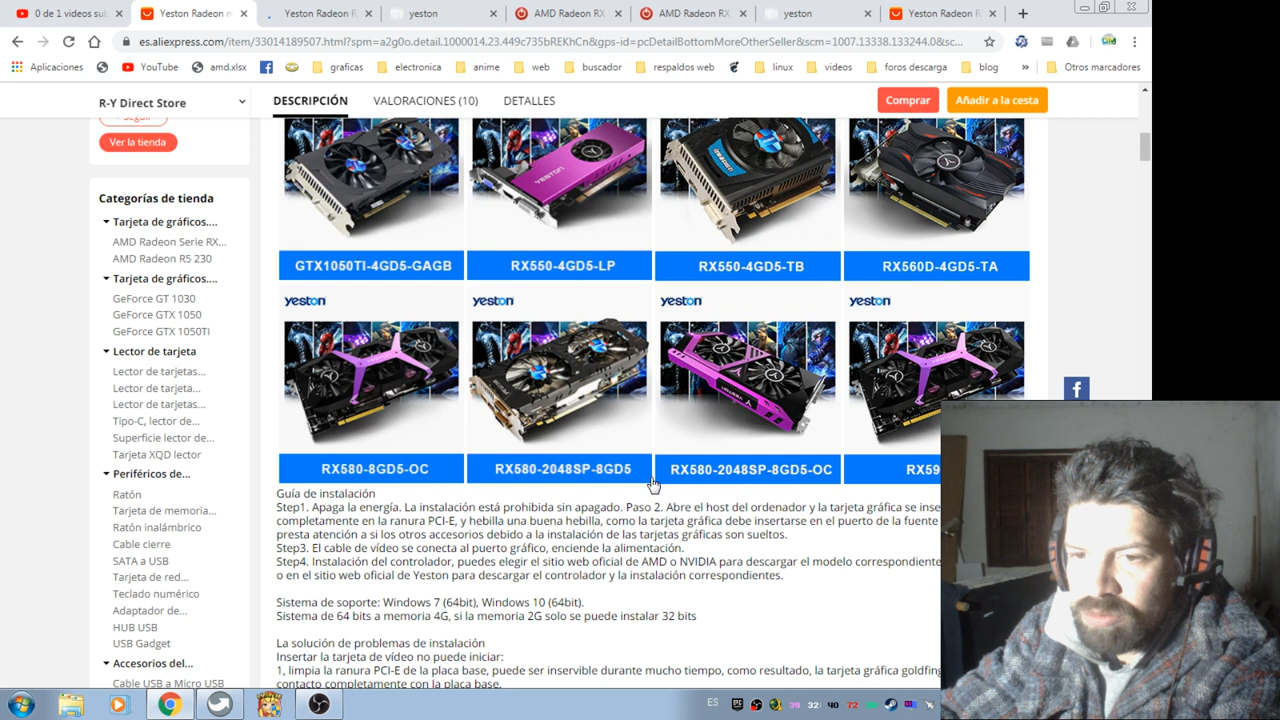 0 de 1 videos sub
Yeston Radeon m
Yeston Radeon R
yeston
AMD Radeon RX
AMD Radeon RX
yeston
Yeston Radeon R
es.aliexpress.com/item/33014189507.html?spm=a2g0o.detail.1000014.23.449c735bREKhCn&gps-id=pcDetailBottomMoreOtherSeller&scm=1007.13338.133244.0&sc...
Aplicaciones
YouTube
amd.xlsx
graficas
electronica
anime
web
buscador
respaldos web
linux
videos
foros descarga
blog
»
Otros marcadores
R-Y Direct Store
DESCRIPCIÓN
VALORACIONES (10)
DETALLES
Comprar
Añadir a la cesta
Ver la tienda
Categorías de tienda
Tarjeta de gráficos....
AMD Radeon Serie RX...
AMD Radeon R5 230
Tarjeta de gráficos....
GeForce GT 1030
GeForce GTX 1050
GeForce GTX 1050TI
Lector de tarjeta
Lector de tarjetas...
Lector de tarjeta...
Lector de tarjetas...
Tipo-C, lector de...
Superficie lector de...
Tarjeta XQD lector
Periféricos de...
Ratón
Tarjeta de memoria...
Ratón inalámbrico
Cable cierre
SATA a USB
Tarjeta de red...
Teclado numérico
Adaptador de...
HUB USB
USB Gadget
Accesorios del...
Cable USB a Micro USB
YESTON
GTX1050TI-4GD5-GAGB
RX550-4GD5-LP
RX550-4GD5-TB
RX560D-4GD5-TA
yeston
yeston
yeston
yeston
RX580-8GD5-OC
RX580-2048SP-8GD5
RX580-2048SP-8GD5-OC
RX59
Guía de instalación
Step1. Apaga la energía. La instalación está prohibida sin apagado. Paso 2. Abre el host del ordenador y la tarjeta gráfica se inse
completamente en la ranura PCI-E, y hebilla una buena hebilla, como la tarjeta gráfica debe insertarse en el puerto de la fuente
presta atención a si los otros accesorios debido a la instalación de las tarjetas gráficas son sueltos.
Step3. El cable de vídeo se conecta al puerto gráfico, enciende la alimentación.
Step4. Instalación del controlador, puedes elegir el sitio web oficial de AMD o NVIDIA para descargar el modelo correspondiente
o en el sitio web oficial de Yeston para descargar el controlador y la instalación correspondientes.
Sistema de soporte: Windows 7 (64bit), Windows 10 (64bit).
Sistema de 64 bits a memoria 4G, si la memoria 2G solo se puede instalar 32 bits
La solución de problemas de instalación
Insertar la tarjeta de vídeo no puede iniciar:
1, limpia la ranura PCI-E de la placa base, puede ser inservible durante mucho tiempo, como resultado, la tarjeta gráfica goldfing
contacto completamente con la placa base.
ES
39
32
40
72